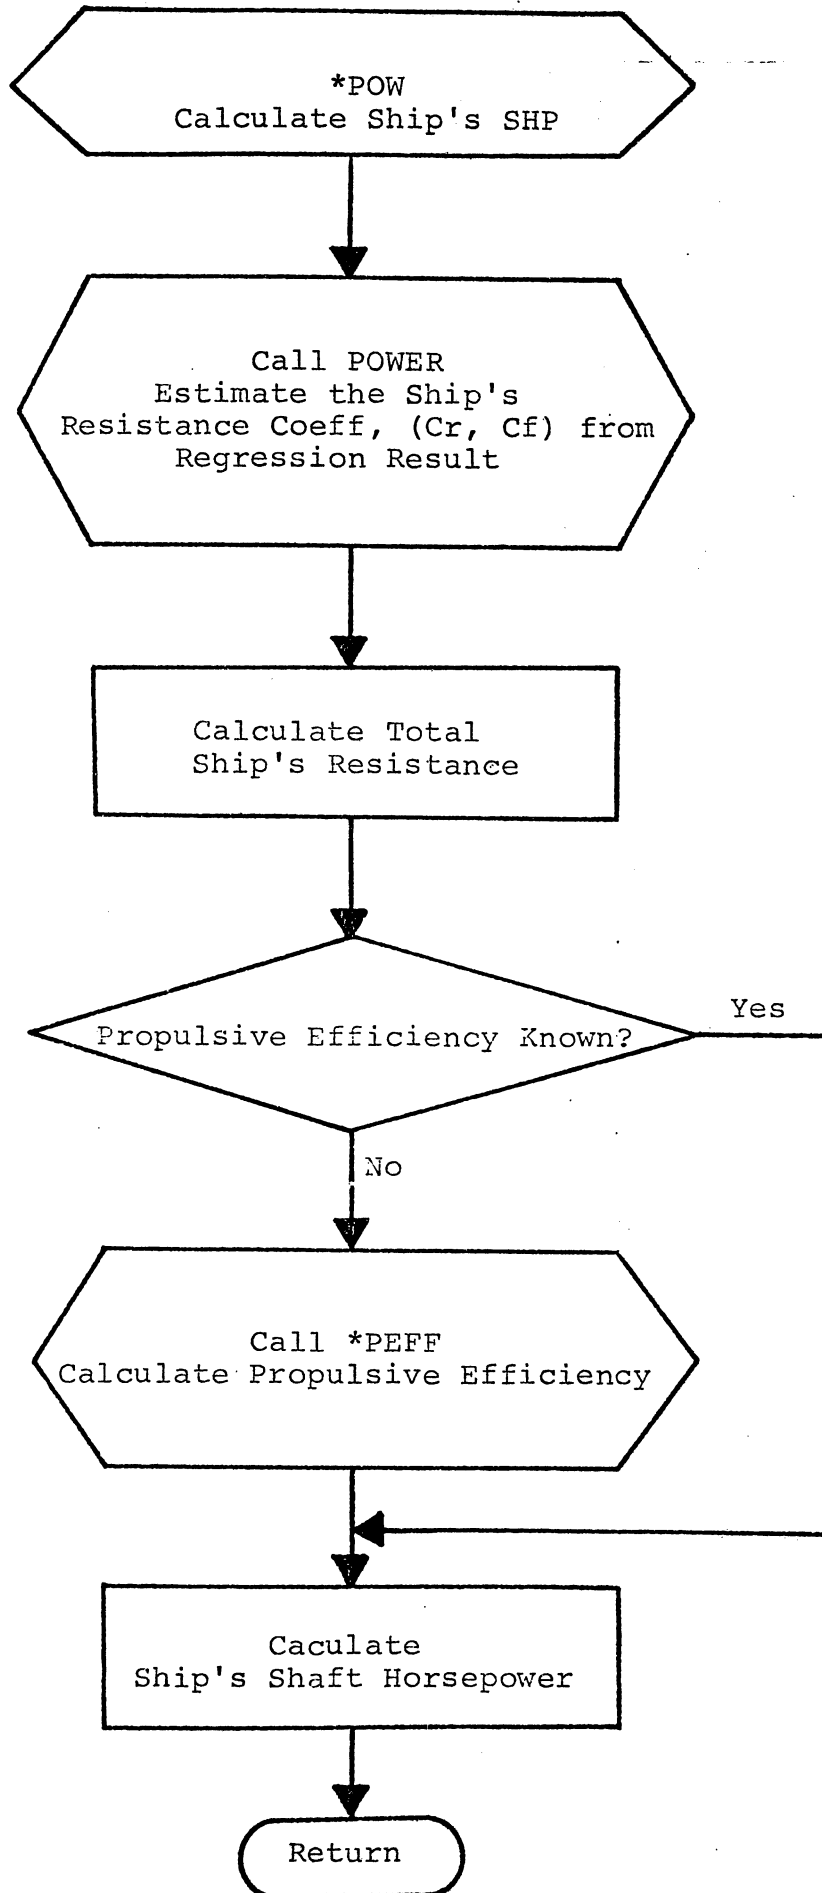 *POW
Calculate Ship's SHP
Call POWER
Estimate the Ship's
Resistance Coeff, (Cr, Cf) from
Regression Result
Calculate Total
Ship's Resistance
Propulsive Efficiency Known?
Yes
No
Call *PEFF
Calculate Propulsive Efficiency
Caculate
Ship's Shaft Horsepower
Return